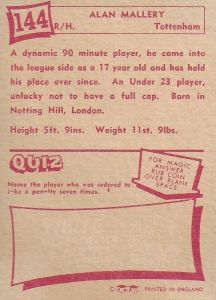 144
R/H.
ALAN MALLERY
Tottenham
A dynamic 90 minute player, he came into
the league side as a 17 year old and has held
his place over since. An Under 23 player,
unlucky not to have a full cap. Born in
Notting Hill, London.
Height 5ft. 9ins. Weight 11st. 9lbs.
QUIZ
Name the player who was ordered to
take a penalty seven times.
FOR MAGIC
ANSWER
RUB COIN
OVER BLANK
SPACE
PRINTED IN ENGLAND